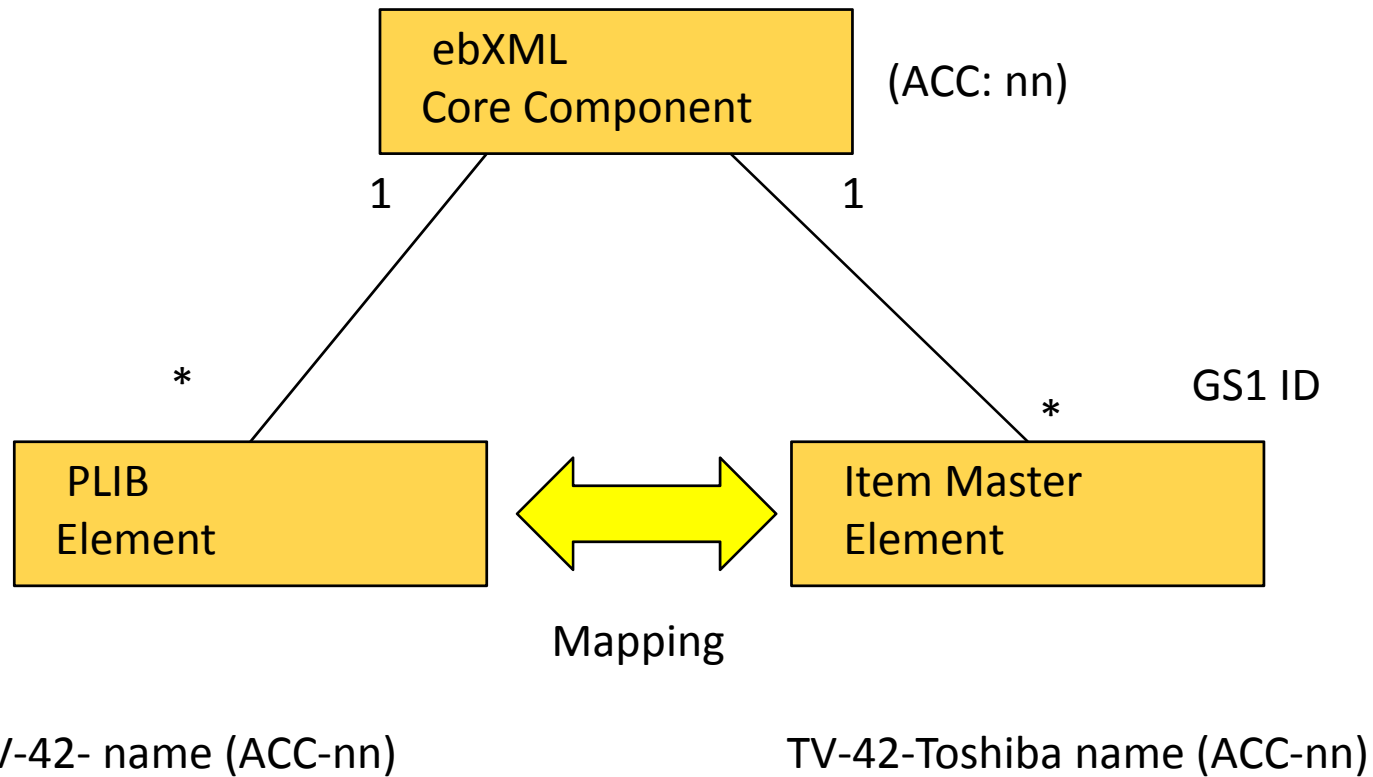 ebXML
Core Component
(ACC: nn)
1
1
*
*
GS1 ID
PLIB
Element
Item Master
Element
Mapping
-42- name (ACC-nn)
TV-42-Toshiba name (ACC-nn)